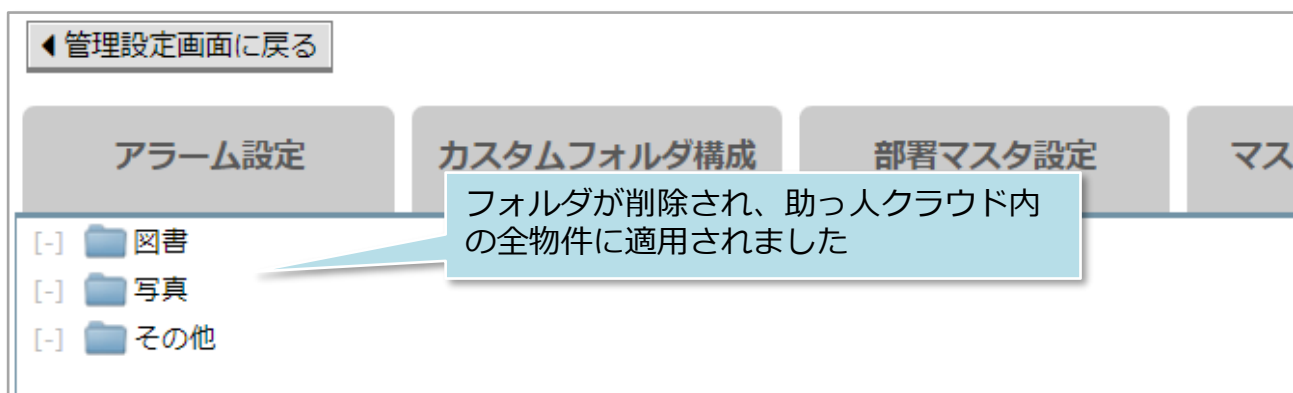 ◀管理設定画面に戻る
アラーム設定
カスタムフォルダ構成
部署マスタ設定
マス
フォルダが削除され、助っ人クラウド内
の全物件に適用されました
[-] 図書
[-] 写真
[-] その他